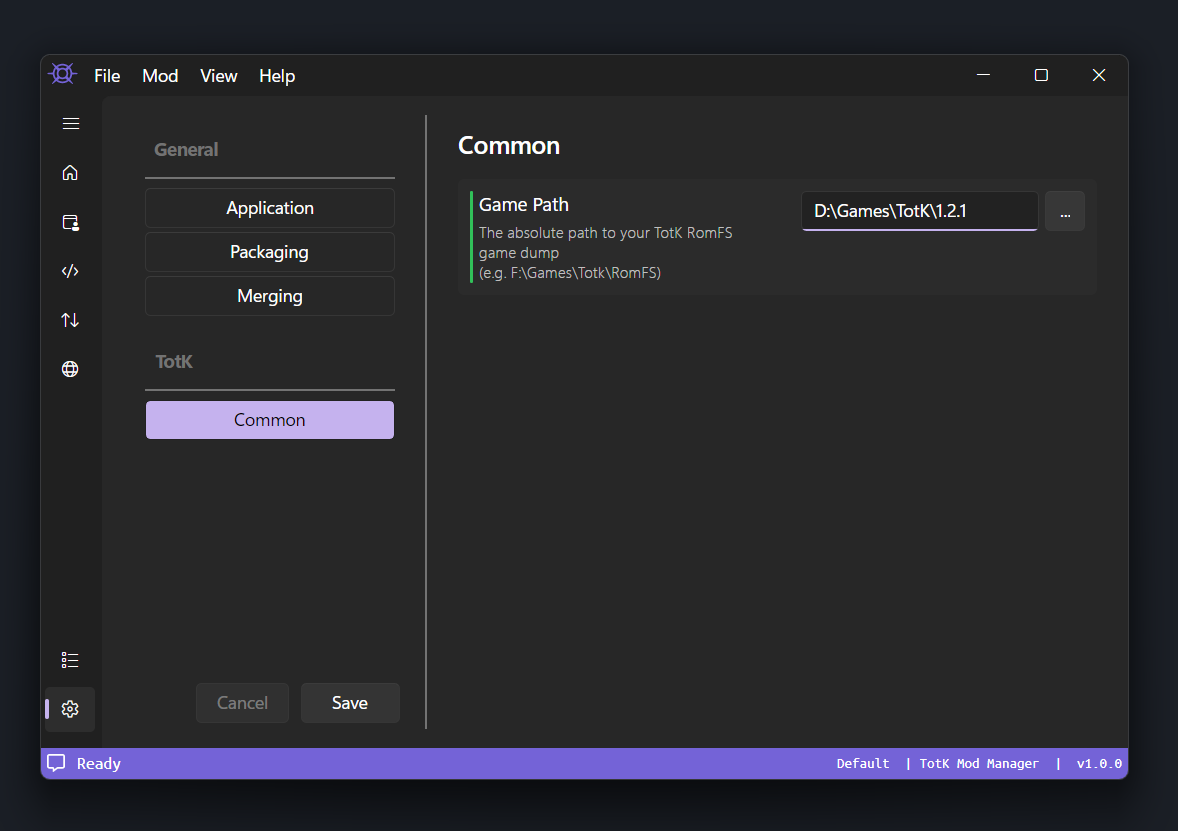 File Mod View Help
General
Application
Packaging
Merging
TotK
Common
Cancel Save
Common
Game Path
The absolute path to your TotK RomFS
game dump
(e.g. F:\Games\Totk\RomFS)
D:\Games\TotK\1.2.1 ...
Ready
Default | TotK Mod Manager | v1.0.0